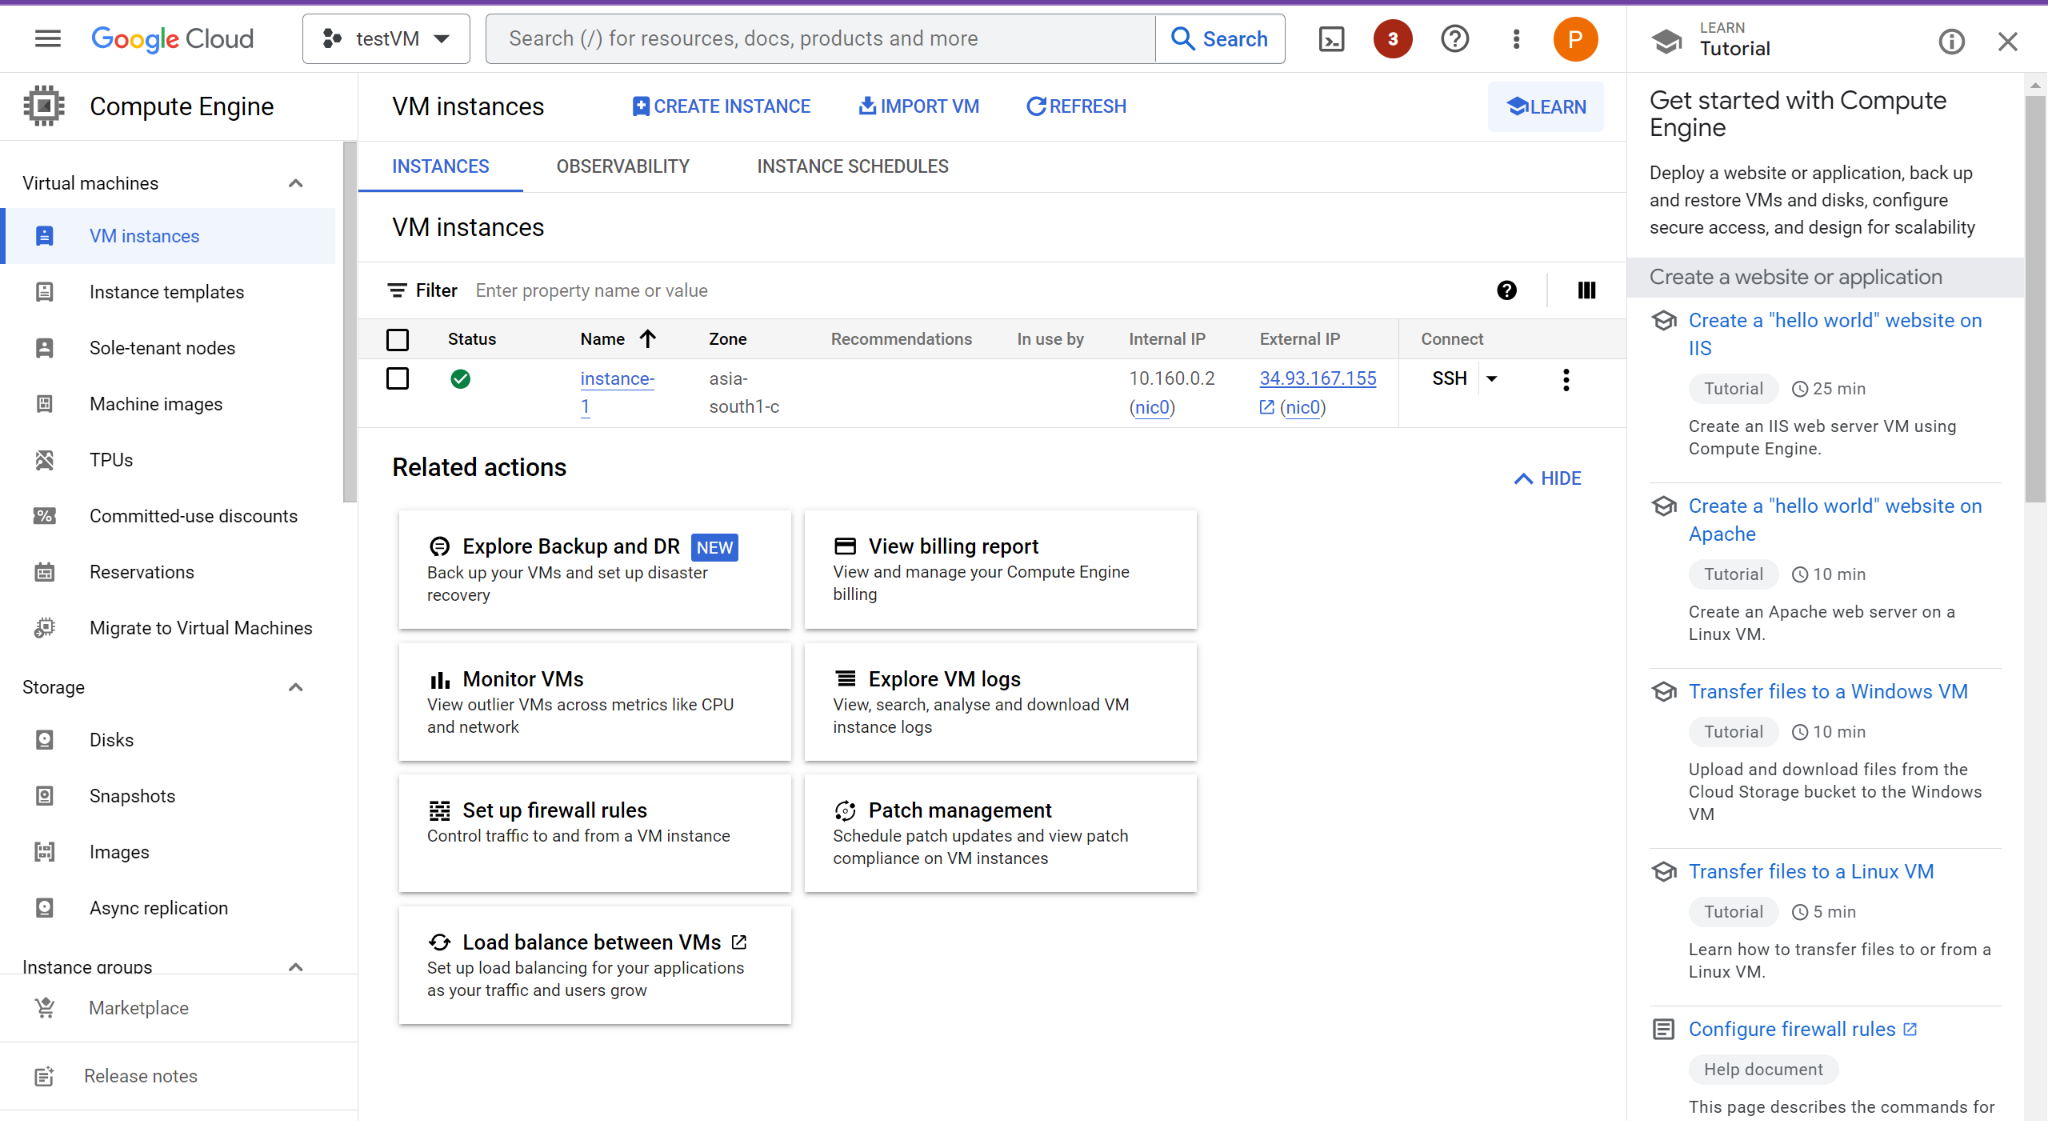 Google Cloud
testVM
Search (/) for resources, docs, products and more
Search
3
P
LEARN
Tutorial
Compute Engine
VM instances
CREATE INSTANCE
IMPORT VM
REFRESH
LEARN
Virtual machines
VM instances
Instance templates
Sole-tenant nodes
Machine images
TPUs
Committed-use discounts
Reservations
Migrate to Virtual Machines
Storage
Disks
Snapshots
Images
Async replication
Instance groups
Marketplace
Release notes
INSTANCES
OBSERVABILITY
INSTANCE SCHEDULES
VM instances
Filter
Enter property name or value
Status Name Zone Recommendations In use by Internal IP External IP Connect
instance-
1
asia-
south1-c
10.160.0.2
(nic0)
34.93.167.155
(nic0)
SSH
Related actions
HIDE
Explore Backup and DR NEW
Back up your VMs and set up disaster
recovery
View billing report
View and manage your Compute Engine
billing
Monitor VMs
View outlier VMs across metrics like CPU
and network
Explore VM logs
View, search, analyse and download VM
instance logs
Set up firewall rules
Control traffic to and from a VM instance
Patch management
Schedule patch updates and view patch
compliance on VM instances
Load balance between VMs
Set up load balancing for your applications
as your traffic and users grow
Get started with Compute
Engine
Deploy a website or application, back up
and restore VMs and disks, configure
secure access, and design for scalability
Create a website or application
Create a "hello world" website on
IIS
Tutorial 25 min
Create an IIS web server VM using
Compute Engine.
Create a "hello world" website on
Apache
Tutorial 10 min
Create an Apache web server on a
Linux VM.
Transfer files to a Windows VM
Tutorial 10 min
Upload and download files from the
Cloud Storage bucket to the Windows
VM
Transfer files to a Linux VM
Tutorial 5 min
Learn how to transfer files to or from a
Linux VM.
Configure firewall rules
Help document
This page describes the commands for